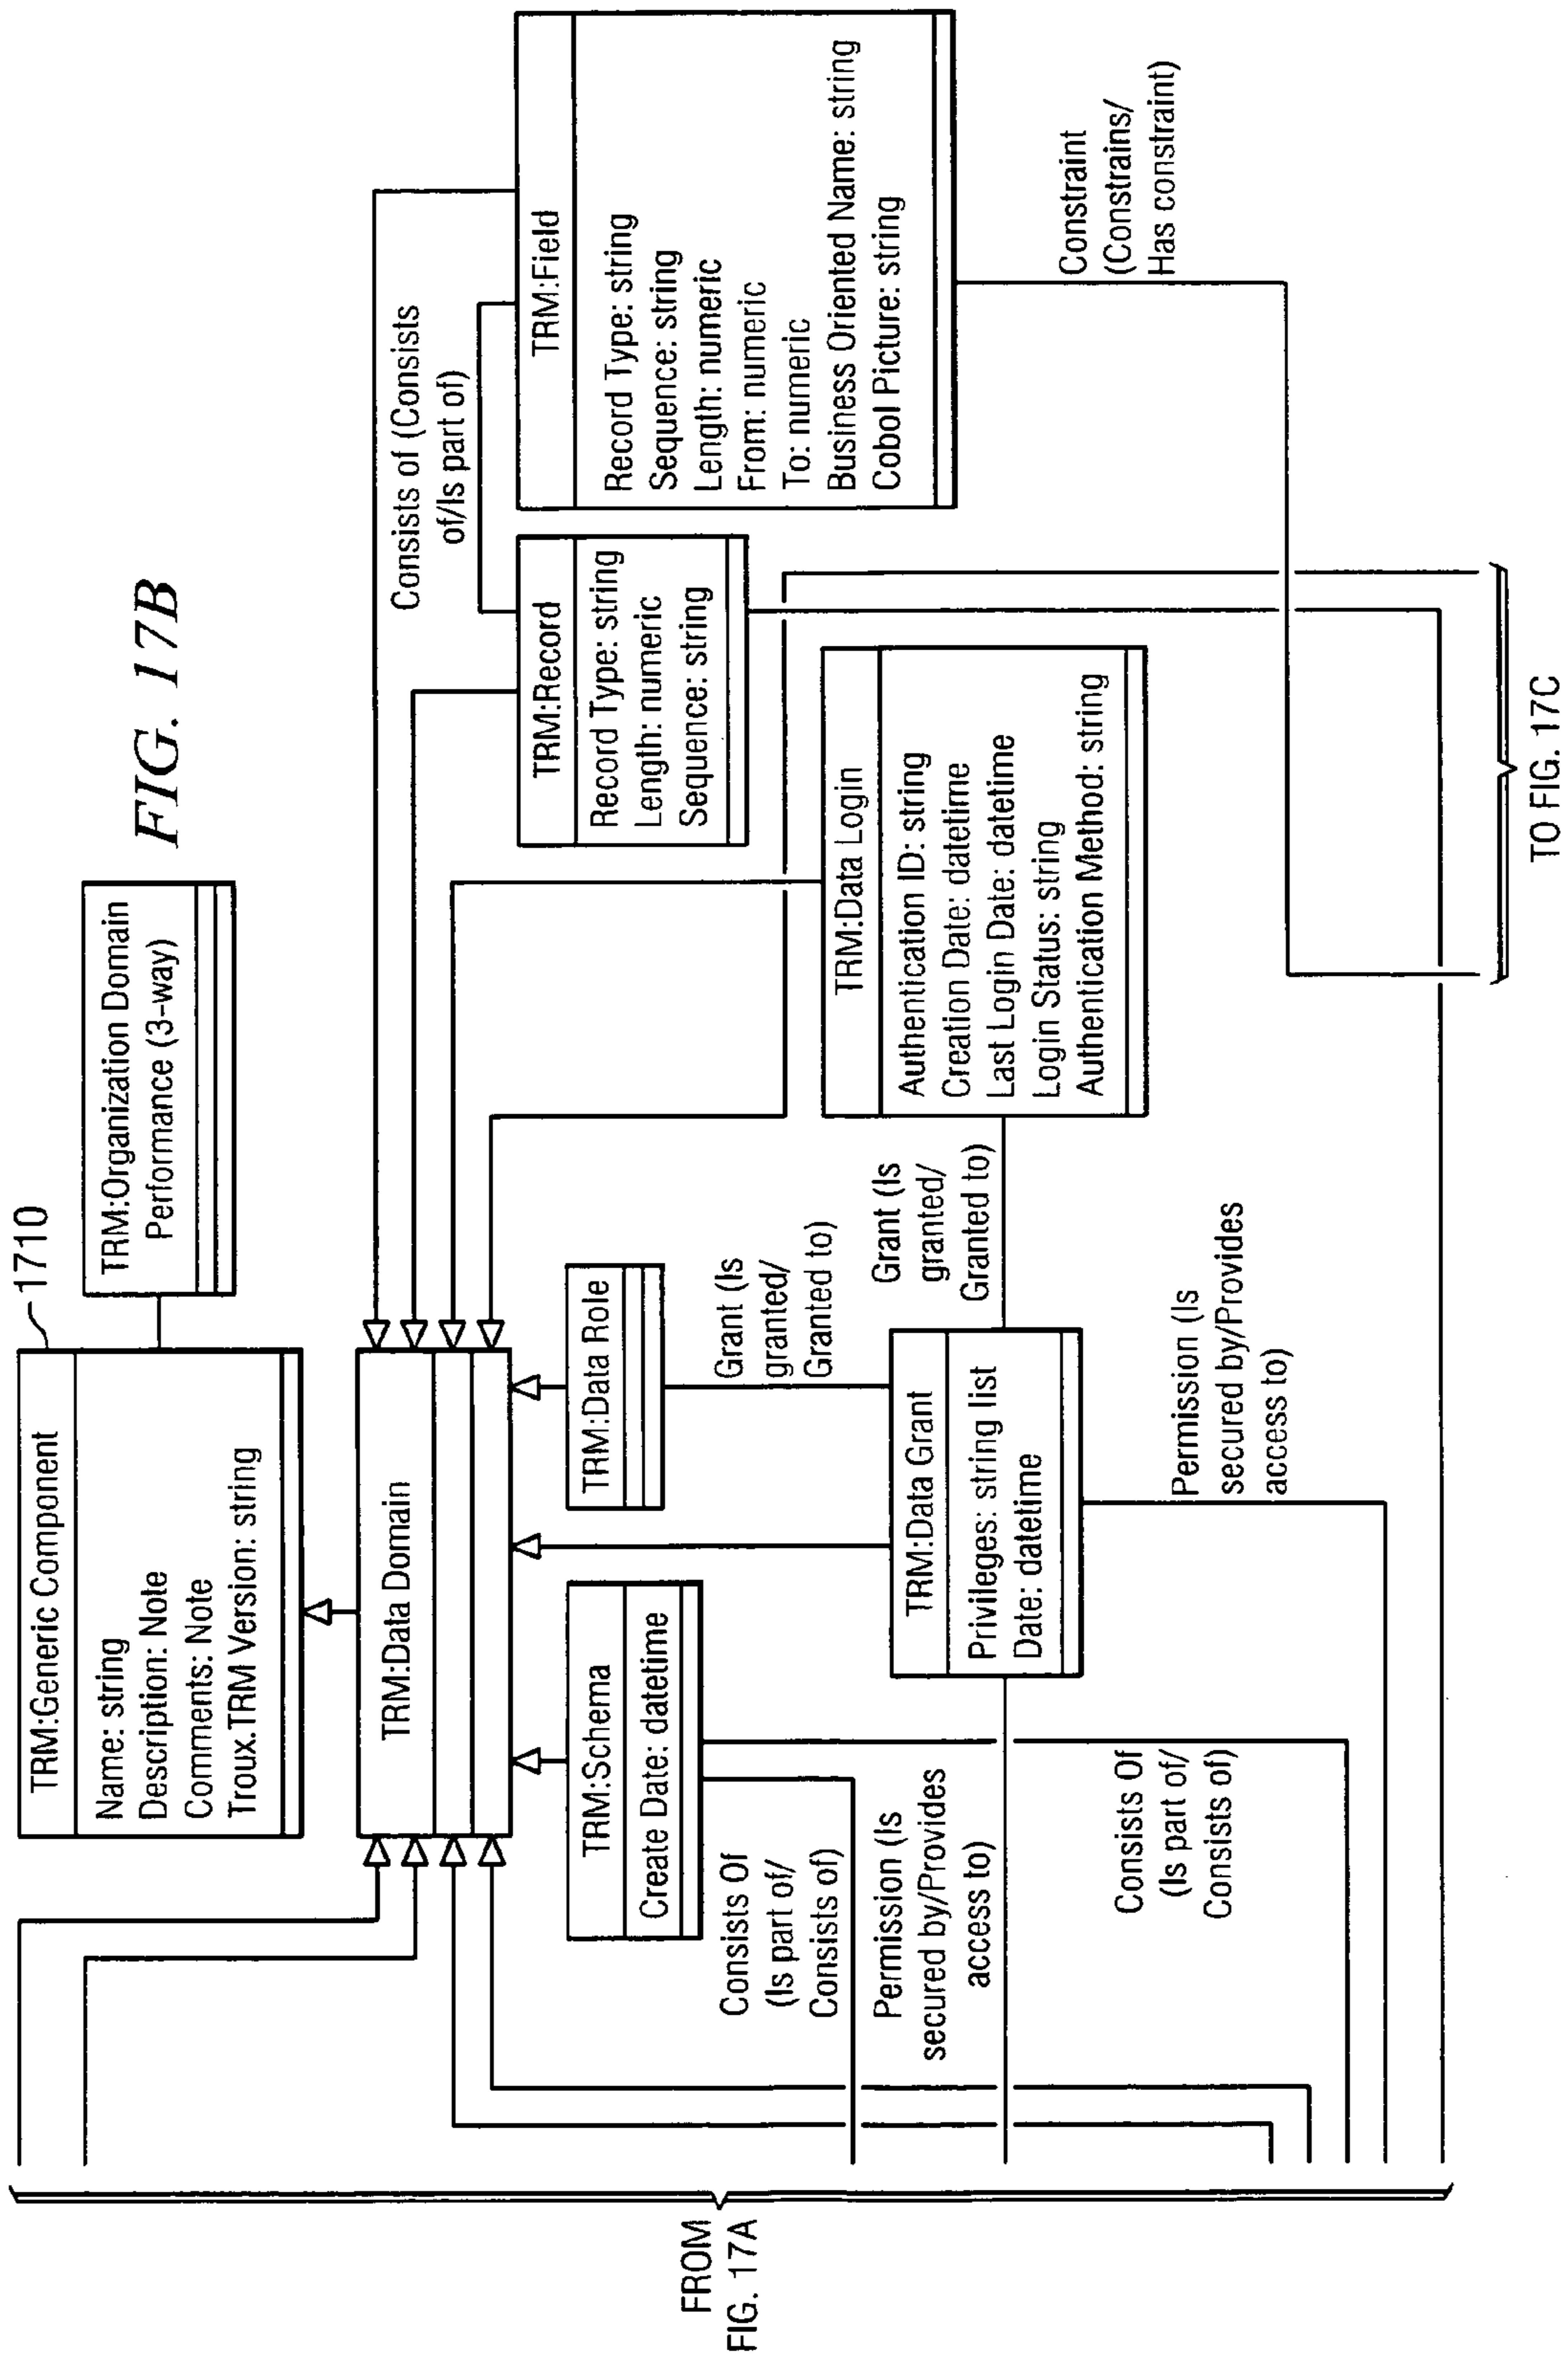 FIG. 17B
1710
TRM:Generic Component
Name: string
Description: Note
Comments: Note
Troux.TRM Version: string
TRM:Organization Domain
Performance (3-way)
TRM:Data Domain
Consists of (Consists
of/Is part of)
TRM:Schema
Create Date: datetime
TRM:Data Role
TRM:Record
Record Type: string
Length: numeric
Sequence: string
TRM:Field
Record Type: string
Sequence: string
Length: numeric
From: numeric
To: numeric
Business Oriented Name: string
Cobol Picture: string
Consists Of
(Is part of/
Consists of)
Grant (Is
granted/
Granted to)
Permission (Is
secured by/Provides
access to)
TRM:Data Grant
Privileges: string list
Date: datetime
Grant (Is
granted/
Granted to)
TRM:Data Login
Authentication ID: string
Creation Date: datetime
Last Login Date: datetime
Login Status: string
Authentication Method: string
Constraint
(Constrains/
Has constraint)
Consists Of
(Is part of/
Consists of)
Permission (Is
secured by/Provides
access to)
FROM
FIG. 17A
TO FIG. 17C